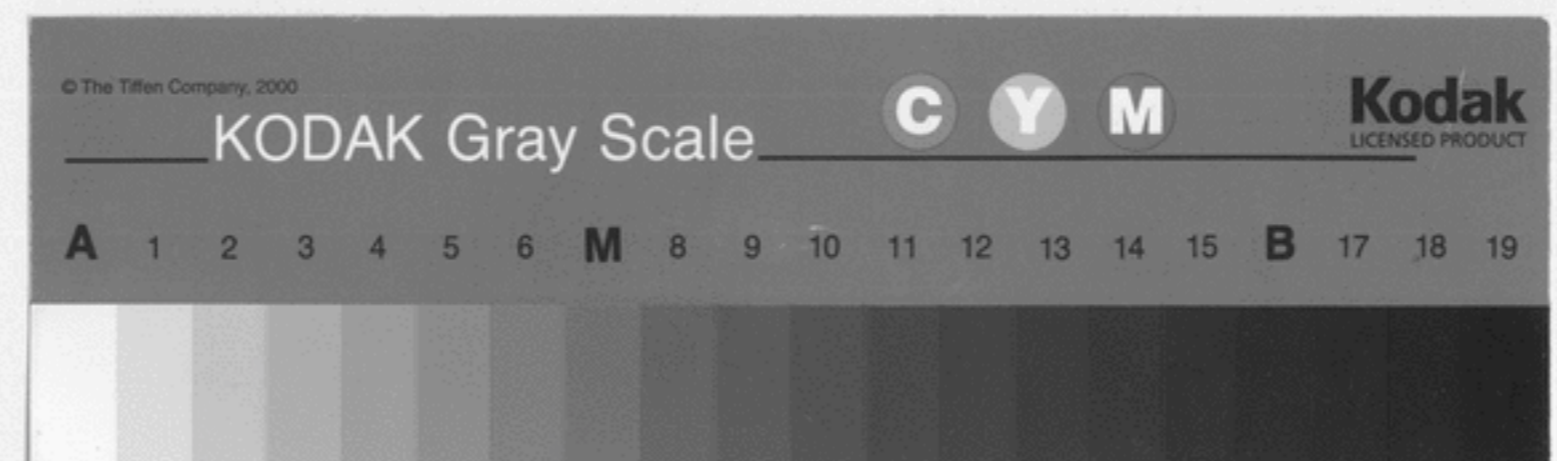 © The Tiffen Company, 2000
KODAK Gray Scale
C Y M
Kodak
LICENSED PRODUCT
A 1 2 3 4 5 6 M 8 9 10 11 12 13 14 15 B 17 18 19